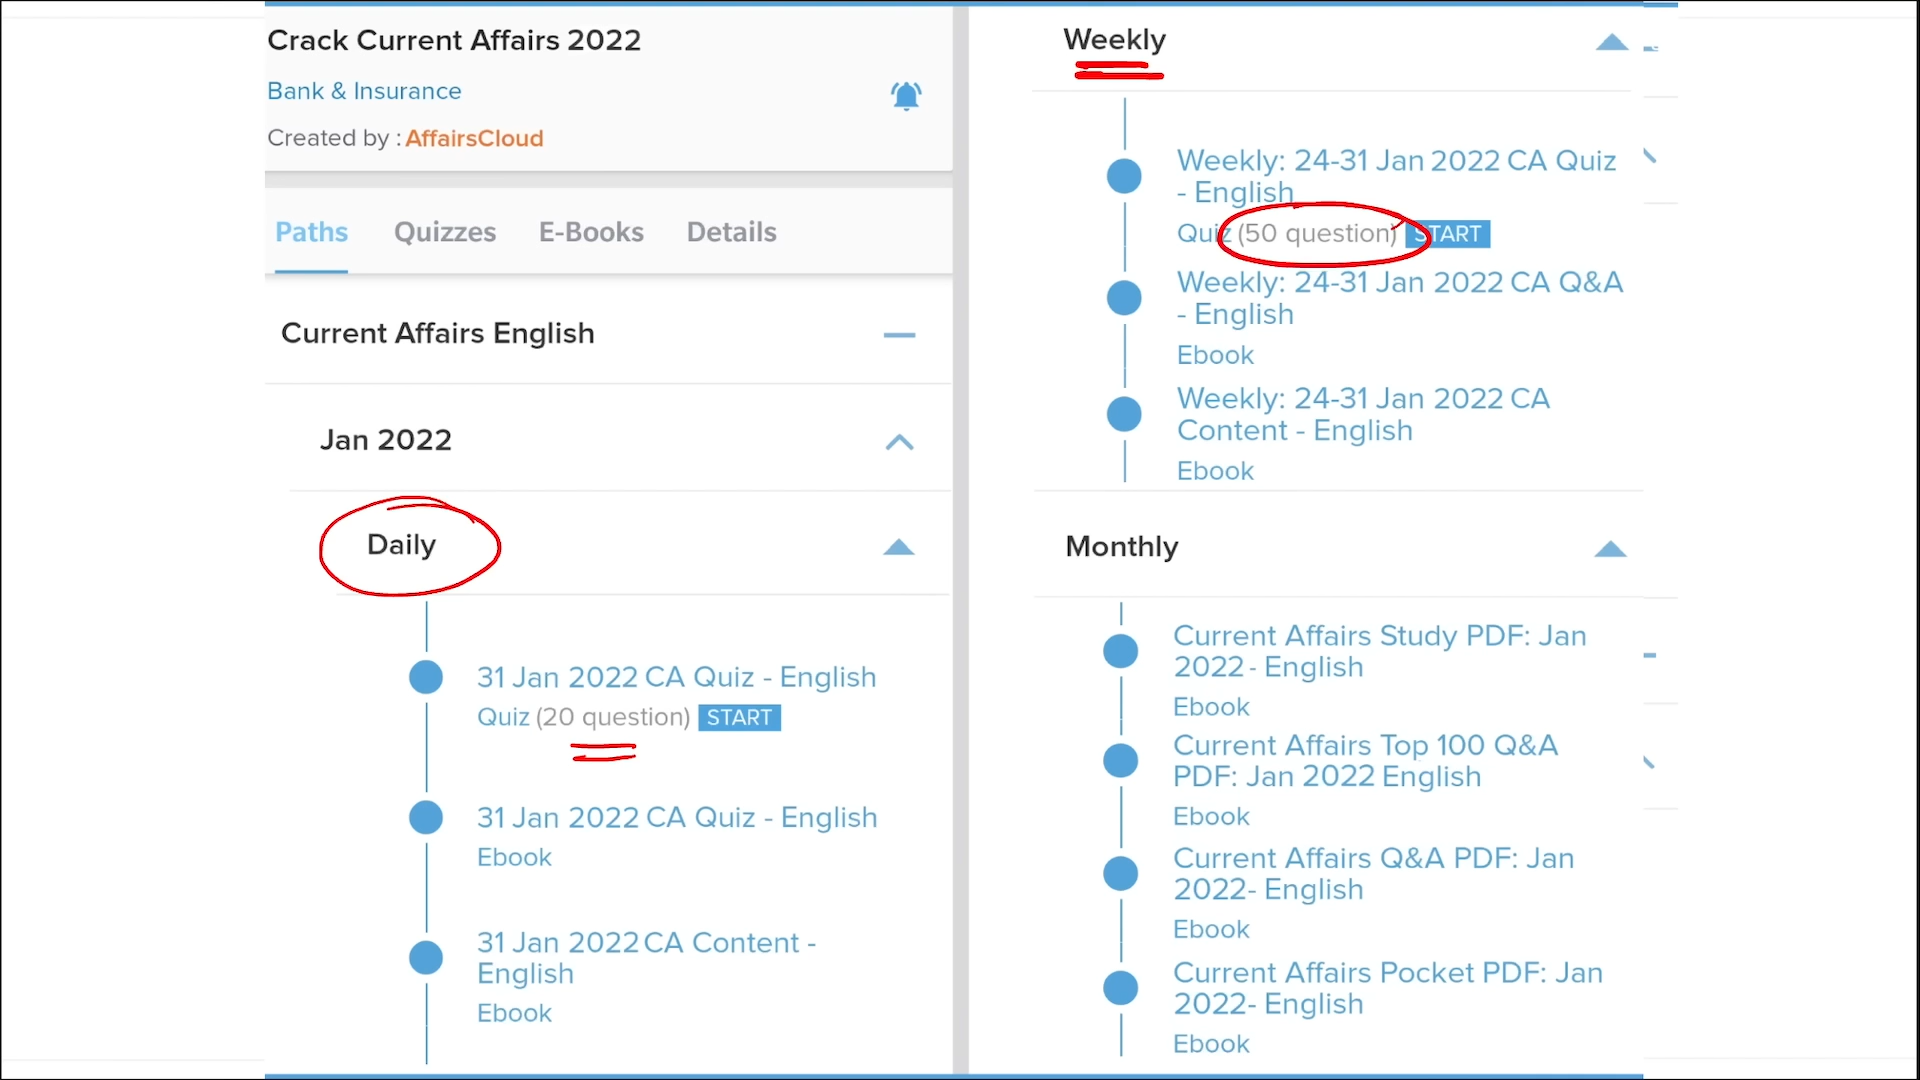 Crack Current Affairs 2022
Bank & Insurance
Created by : AffairsCloud
Paths Quizzes E-Books Details
Current Affairs English
Jan 2022
Daily
31 Jan 2022 CA Quiz - English
Quiz (20 question) START
31 Jan 2022 CA Quiz - English
Ebook
31 Jan 2022 CA Content -
English
Ebook
Weekly
Weekly: 24-31 Jan 2022 CA Quiz
- English
Quiz (50 question) START
Weekly: 24-31 Jan 2022 CA Q&A
- English
Ebook
Weekly: 24-31 Jan 2022 CA
Content - English
Ebook
Monthly
Current Affairs Study PDF: Jan
2022 - English
Ebook
Current Affairs Top 100 Q&A
PDF: Jan 2022 English
Ebook
Current Affairs Q&A PDF: Jan
2022- English
Ebook
Current Affairs Pocket PDF: Jan
2022- English
Ebook